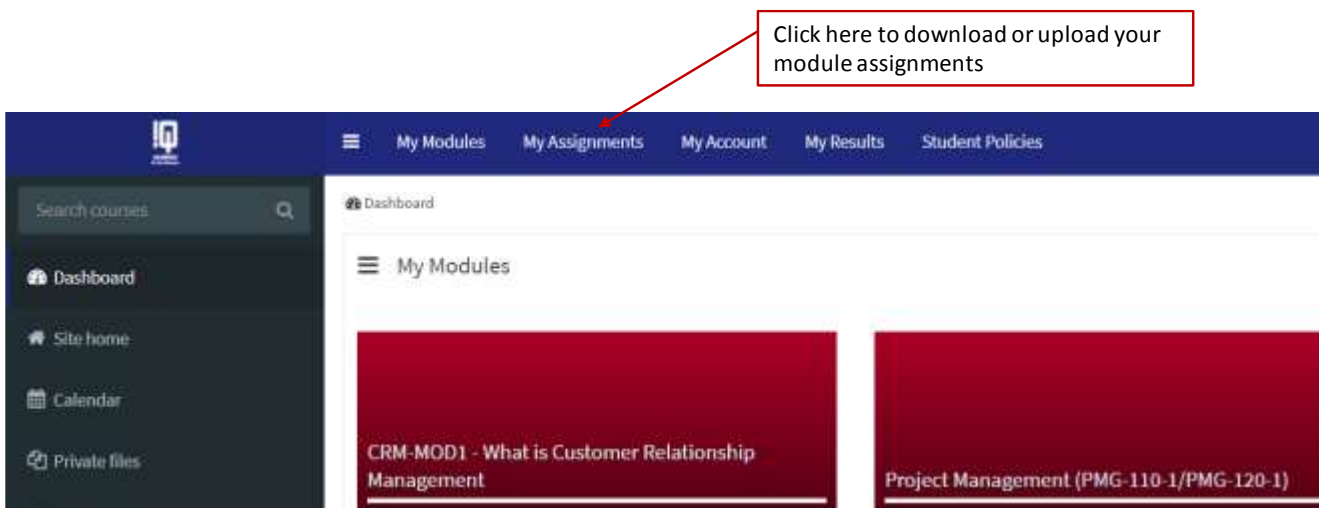 Click here to download or upload your
module assignments
My Modules
My Assignments
My Account
My Results
Student Policies
Search courses
Dashboard
Dashboard
My Modules
Site home
Calendar
Private files
CRM-MOD1 - What is Customer Relationship
Management
Project Management (PMG-110-1/PMG-120-1)